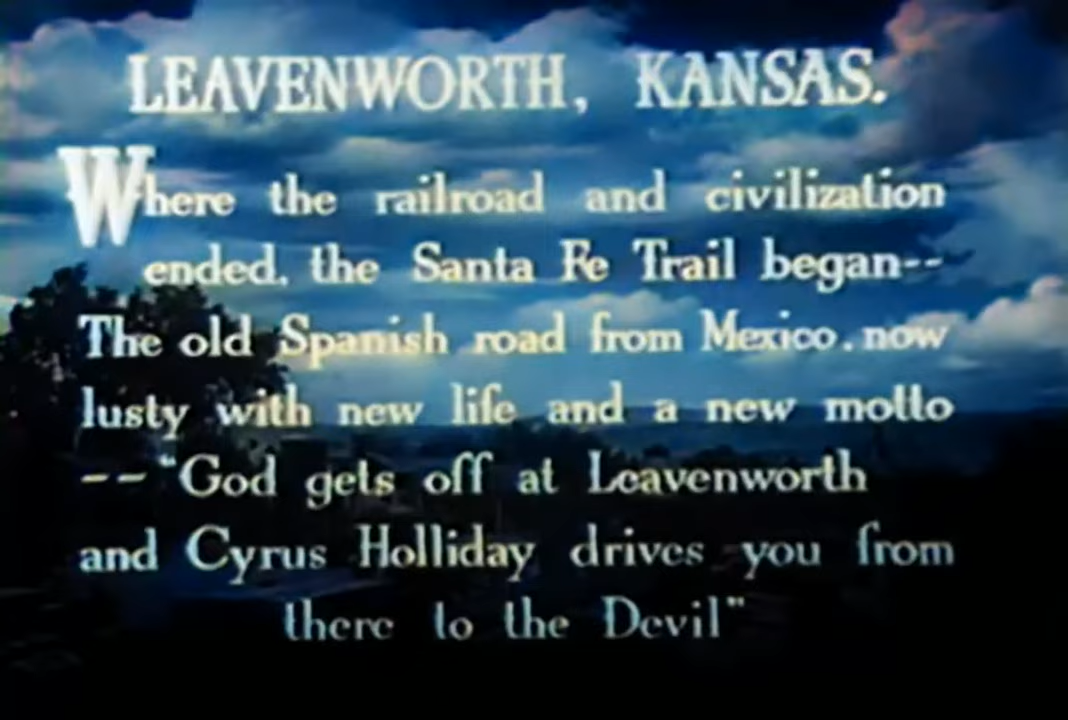 LEAVENWORTH, KANSAS.
Where the railroad and civilization
ended, the Santa Fe Trail began--
The old Spanish road from Mexico, now
lusty with new life and a new motto
--"God gets off at Leavenworth
and Cyrus Holliday drives you from
there to the Devil"